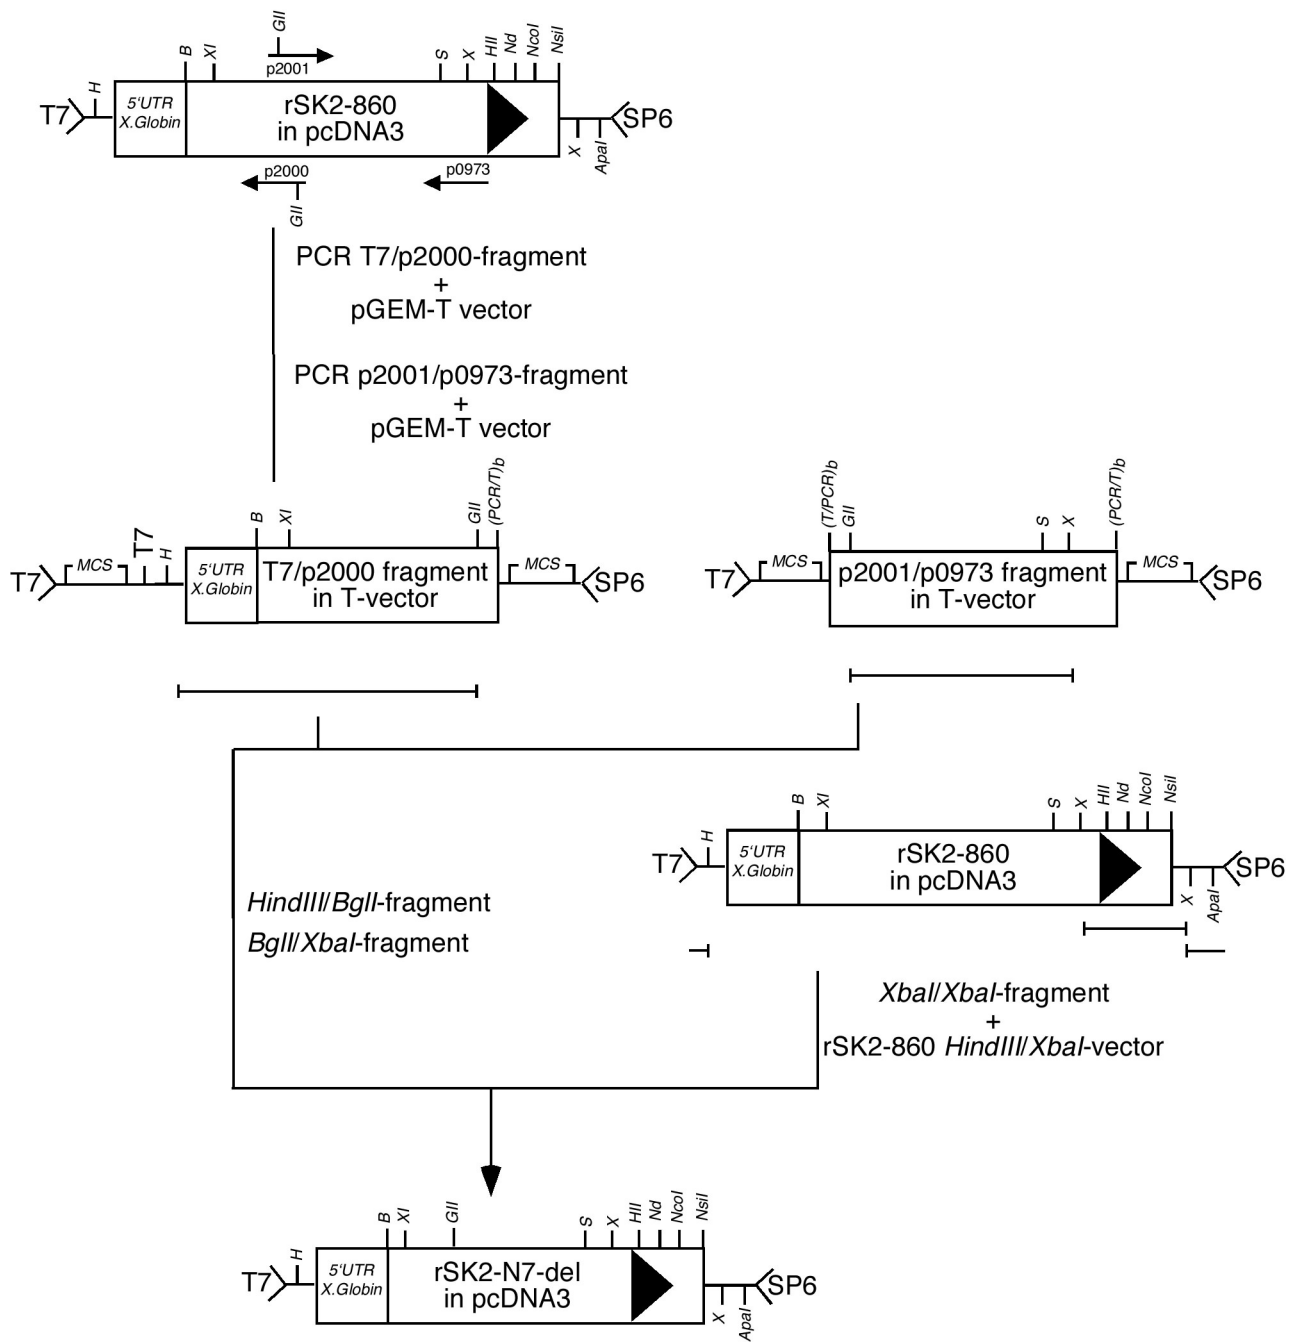 GII
B
XI
p2001
S
X
HII
Nd
NcoI
NsiI
T7
H
5'UTR
X.Globin
rSK2-860
in pcDNA3
SP6
X
ApaI
p2000
p0973
GII
PCR T7/p2000-fragment
+
pGEM-T vector
PCR p2001/p0973-fragment
+
pGEM-T vector
T7
MCS
T7
H
B
XI
GII
(PCR/T)b
5'UTR
X.Globin
T7/p2000 fragment
in T-vector
MCS
SP6
T7
MCS
(T/PCR)b
GII
S
X
(PCR/T)b
p2001/p0973 fragment
in T-vector
MCS
SP6
B
XI
S
X
HII
Nd
NcoI
NsiI
T7
H
5'UTR
X.Globin
rSK2-860
in pcDNA3
SP6
X
ApaI
HindIII/BglI-fragment
BglI/XbaI-fragment
XbaI/XbaI-fragment
+
rSK2-860 HindIII/XbaI-vector
B
XI
GII
S
X
HII
Nd
NcoI
NsiI
T7
H
5'UTR
X.Globin
rSK2-N7-del
in pcDNA3
SP6
X
ApaI